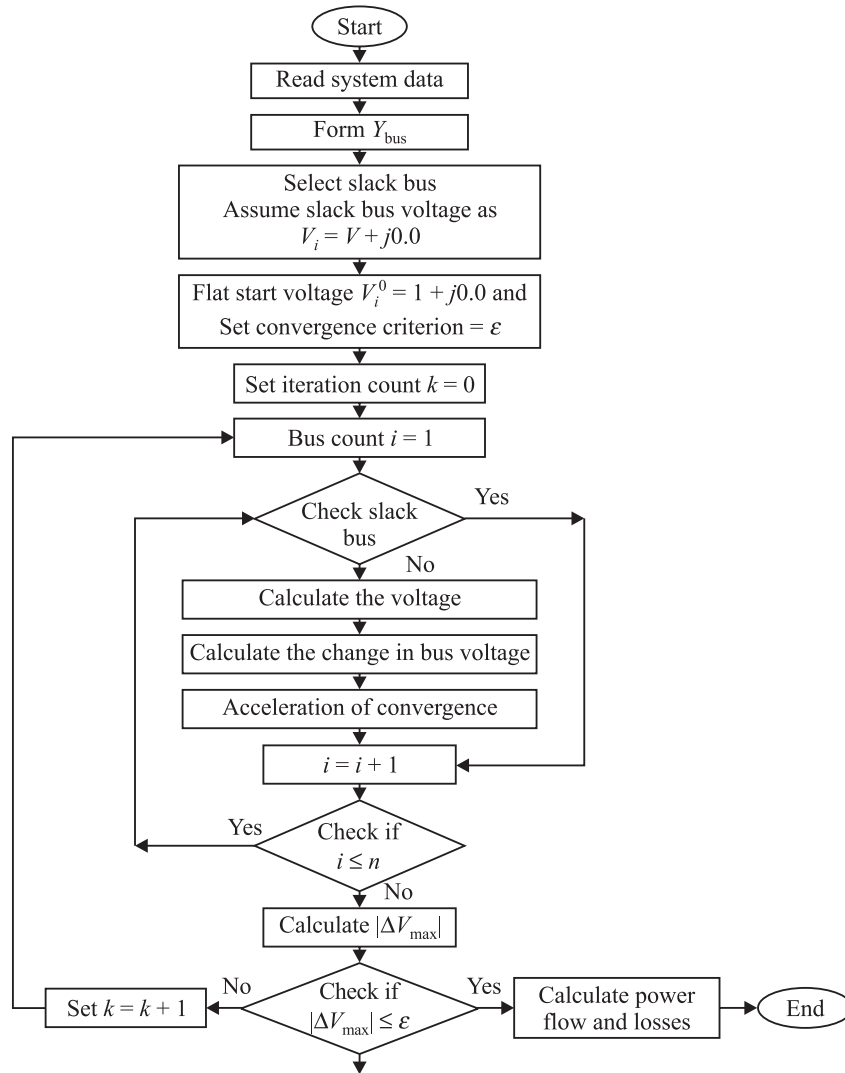 Start
Read system data
Form Y_bus
Select slack bus
Assume slack bus voltage as
V_i = V + j0.0
Flat start voltage V_i^0 = 1 + j0.0 and
Set convergence criterion = ε
Set iteration count k = 0
Bus count i = 1
Check slack
bus
Yes
No
Calculate the voltage
Calculate the change in bus voltage
Acceleration of convergence
i = i + 1
Yes
Check if
i ≤ n
No
Calculate |ΔV_max|
No
Set k = k + 1
Check if
|ΔV_max| ≤ ε
Yes
Calculate power
flow and losses
End